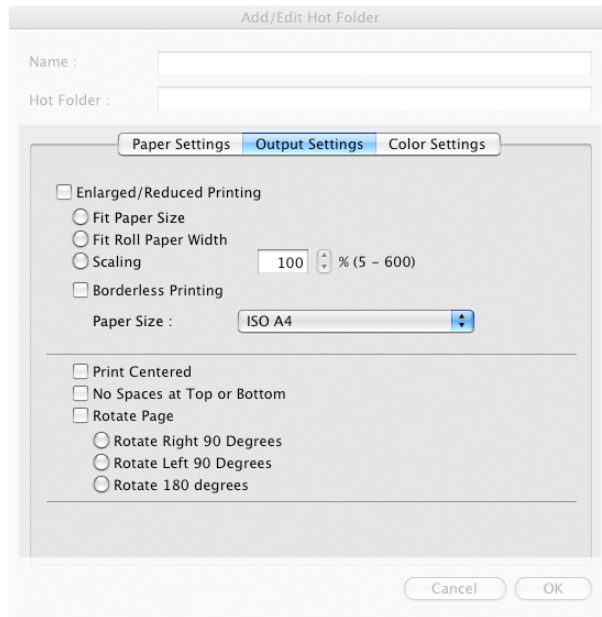 Add/Edit Hot Folder
Name :
Hot Folder :
Paper Settings Output Settings Color Settings
Enlarged/Reduced Printing
Fit Paper Size
Fit Roll Paper Width
Scaling 100 % (5 – 600)
Borderless Printing
Paper Size : ISO A4
Print Centered
No Spaces at Top or Bottom
Rotate Page
Rotate Right 90 Degrees
Rotate Left 90 Degrees
Rotate 180 degrees
Cancel OK